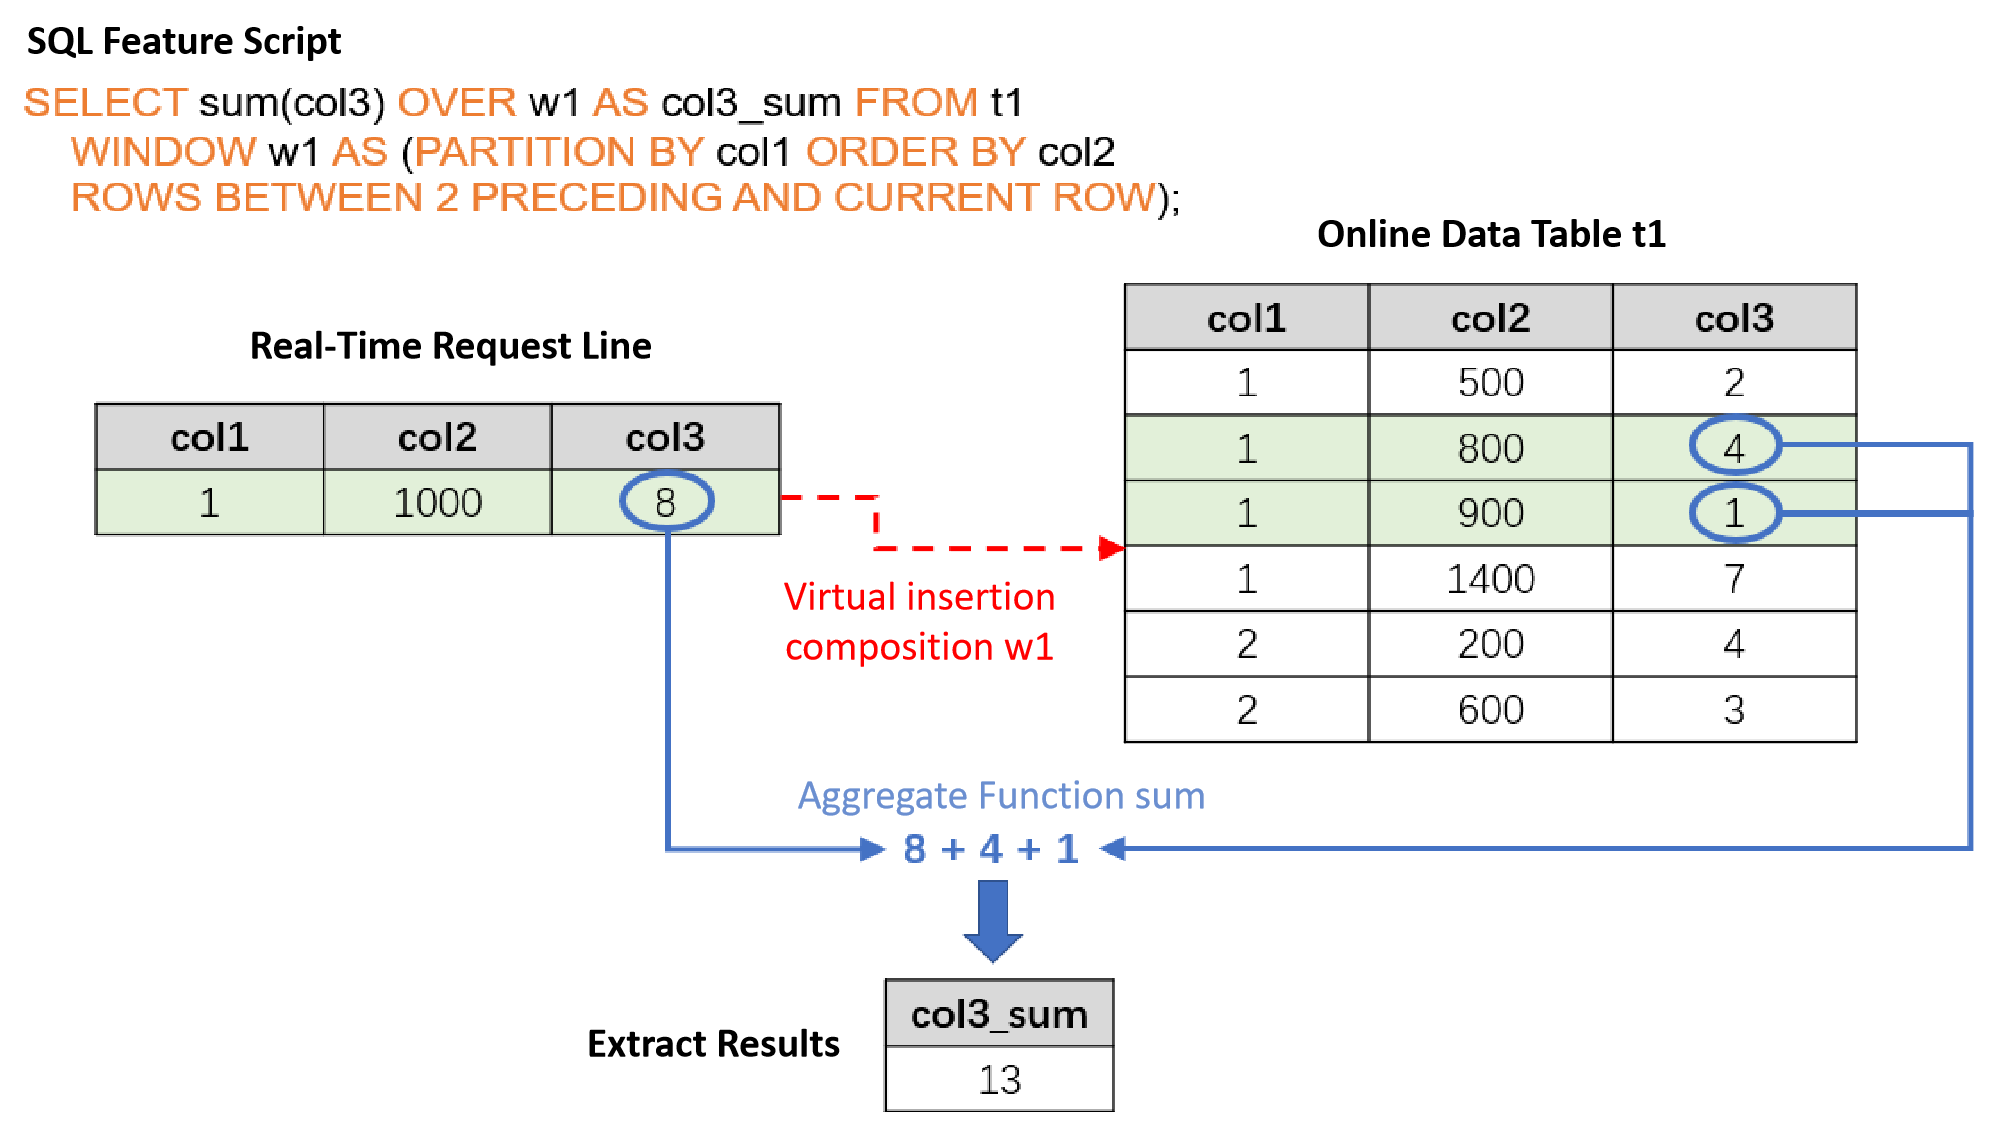 SQL Feature Script
SELECT sum(col3) OVER w1 AS col3_sum FROM t1
WINDOW w1 AS (PARTITION BY col1 ORDER BY col2
ROWS BETWEEN 2 PRECEDING AND CURRENT ROW);
Online Data Table t1
col1 col2 col3
1 500 2
1 800 4
1 900 1
1 1400 7
2 200 4
2 600 3
Real-Time Request Line
col1 col2 col3
1 1000 8
Virtual insertion
composition w1
Aggregate Function sum
8 + 4 + 1
Extract Results
col3_sum
13